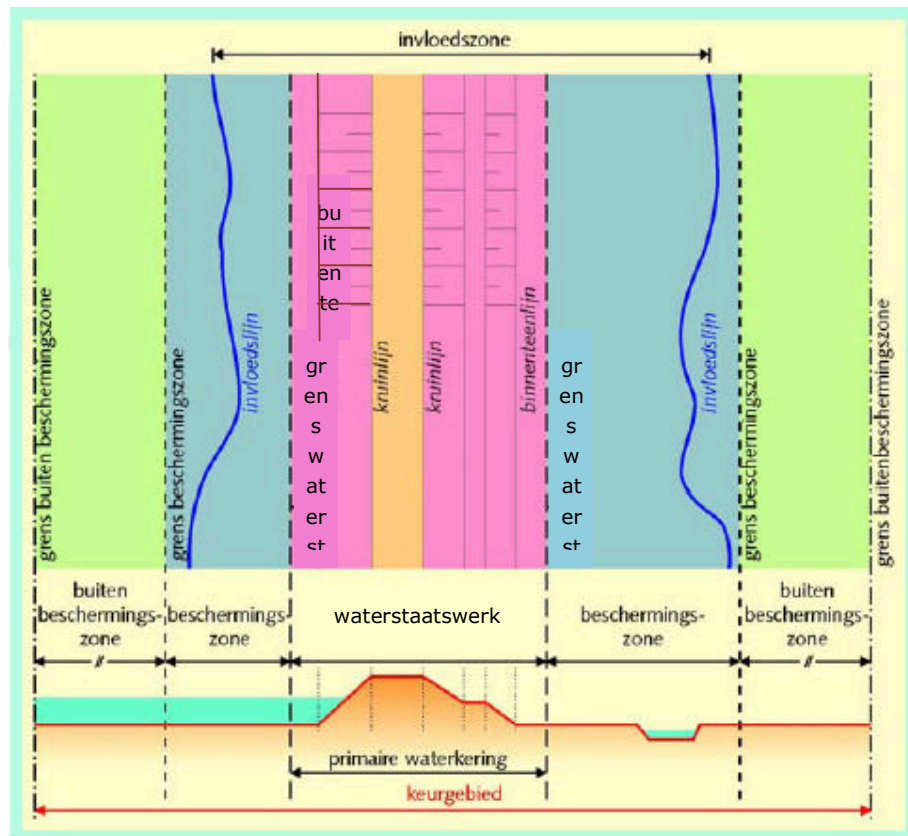 invloedszone
grens buiten beschermingszone
grens beschermingszone
invloedslijn
bu
it
en
te
gr
en
s
w
at
er
st
kruinlijn
kruinlijn
binnenteenlijn
gr
en
s
w
at
er
st
invloedslijn
grens beschermingszone
grens buitenbeschermingszone
buiten
beschermings-
zone
beschermings-
zone
waterstaatswerk
beschermings-
zone
buiten
beschermings-
zone
primaire waterkering
keurgebied